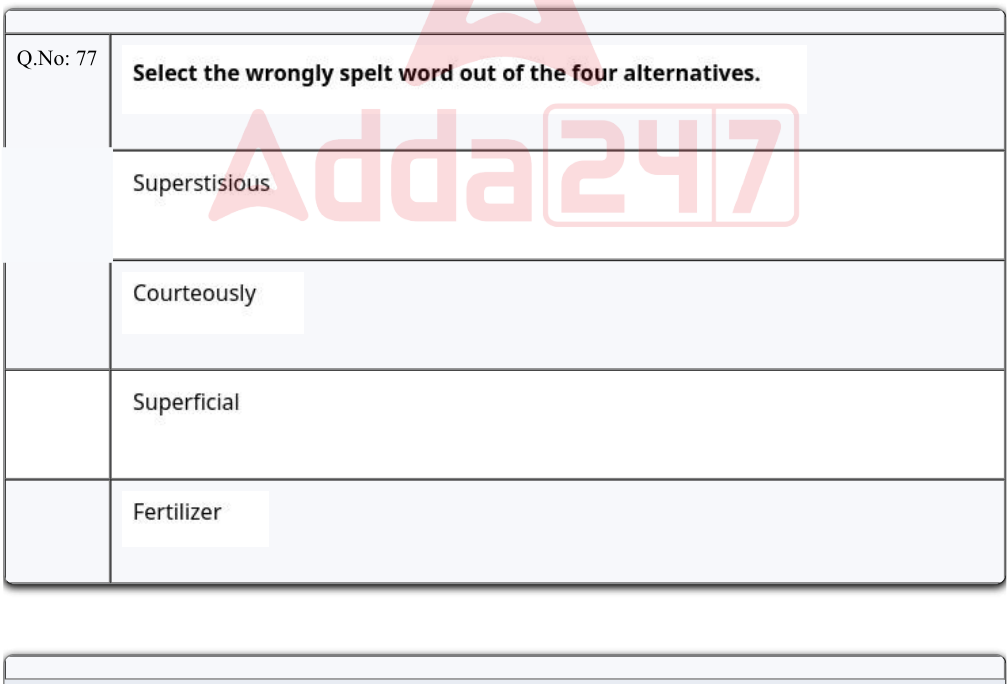 Q.No: 77
Select the wrongly spelt word out of the four alternatives.
Adda247
Superstisious
Courteously
Superficial
Fertilizer